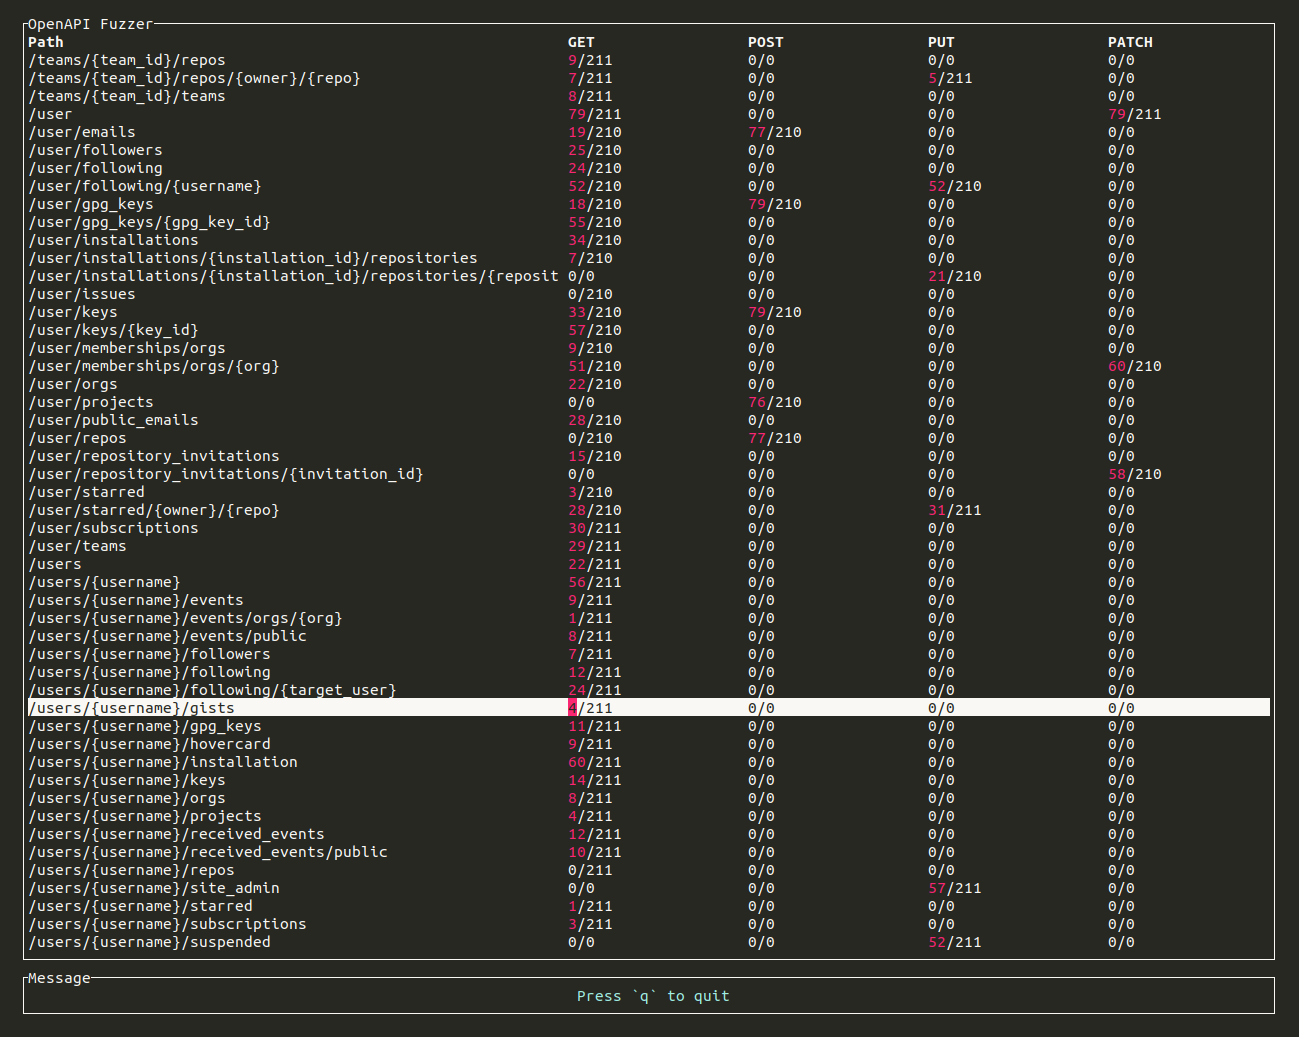 OpenAPI Fuzzer
Path GET POST PUT PATCH
/teams/{team_id}/repos 9/211 0/0 0/0 0/0
/teams/{team_id}/repos/{owner}/{repo} 7/211 0/0 5/211 0/0
/teams/{team_id}/teams 8/211 0/0 0/0 0/0
/user 79/211 0/0 0/0 79/211
/user/emails 19/210 77/210 0/0 0/0
/user/followers 25/210 0/0 0/0 0/0
/user/following 24/210 0/0 0/0 0/0
/user/following/{username} 52/210 0/0 52/210 0/0
/user/gpg_keys 18/210 79/210 0/0 0/0
/user/gpg_keys/{gpg_key_id} 55/210 0/0 0/0 0/0
/user/installations 34/210 0/0 0/0 0/0
/user/installations/{installation_id}/repositories 7/210 0/0 0/0 0/0
/user/installations/{installation_id}/repositories/{reposit 0/0 0/0 21/210 0/0
/user/issues 0/210 0/0 0/0 0/0
/user/keys 33/210 79/210 0/0 0/0
/user/keys/{key_id} 57/210 0/0 0/0 0/0
/user/memberships/orgs 9/210 0/0 0/0 0/0
/user/memberships/orgs/{org} 51/210 0/0 0/0 60/210
/user/orgs 22/210 0/0 0/0 0/0
/user/projects 0/0 76/210 0/0 0/0
/user/public_emails 28/210 0/0 0/0 0/0
/user/repos 0/210 77/210 0/0 0/0
/user/repository_invitations 15/210 0/0 0/0 0/0
/user/repository_invitations/{invitation_id} 0/0 0/0 0/0 58/210
/user/starred 3/210 0/0 0/0 0/0
/user/starred/{owner}/{repo} 28/210 0/0 31/211 0/0
/user/subscriptions 30/211 0/0 0/0 0/0
/user/teams 29/211 0/0 0/0 0/0
/users 22/211 0/0 0/0 0/0
/users/{username} 56/211 0/0 0/0 0/0
/users/{username}/events 9/211 0/0 0/0 0/0
/users/{username}/events/orgs/{org} 1/211 0/0 0/0 0/0
/users/{username}/events/public 8/211 0/0 0/0 0/0
/users/{username}/followers 7/211 0/0 0/0 0/0
/users/{username}/following 12/211 0/0 0/0 0/0
/users/{username}/following/{target_user} 24/211 0/0 0/0 0/0
/users/{username}/gists 4/211 0/0 0/0 0/0
/users/{username}/gpg_keys 11/211 0/0 0/0 0/0
/users/{username}/hovercard 9/211 0/0 0/0 0/0
/users/{username}/installation 60/211 0/0 0/0 0/0
/users/{username}/keys 14/211 0/0 0/0 0/0
/users/{username}/orgs 8/211 0/0 0/0 0/0
/users/{username}/projects 4/211 0/0 0/0 0/0
/users/{username}/received_events 12/211 0/0 0/0 0/0
/users/{username}/received_events/public 10/211 0/0 0/0 0/0
/users/{username}/repos 0/211 0/0 0/0 0/0
/users/{username}/site_admin 0/0 0/0 57/211 0/0
/users/{username}/starred 1/211 0/0 0/0 0/0
/users/{username}/subscriptions 3/211 0/0 0/0 0/0
/users/{username}/suspended 0/0 0/0 52/211 0/0
Message
Press `q` to quit